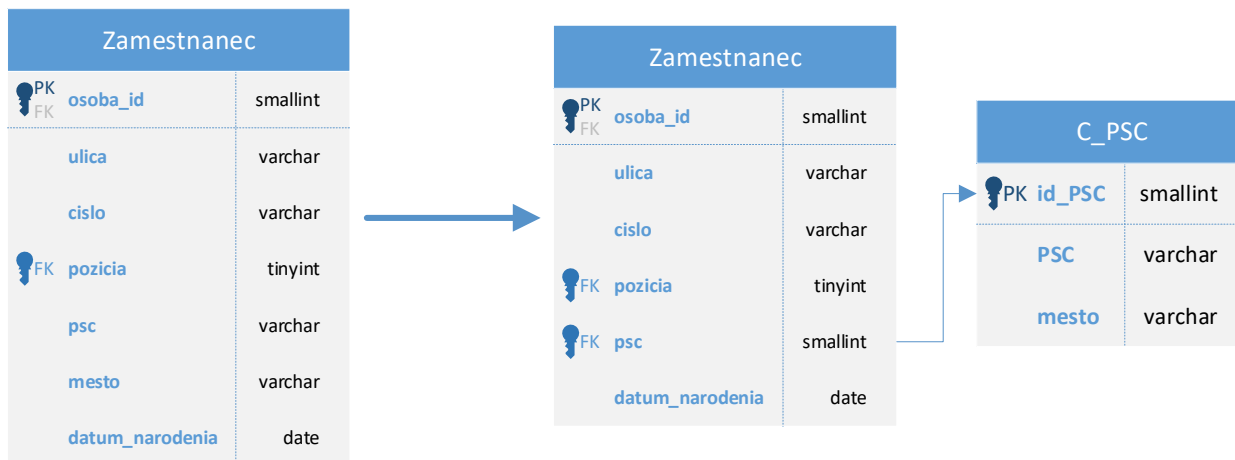 Zamestnanec
PK
FK
osoba_id smallint
ulica varchar
cislo varchar
FK pozicia tinyint
psc varchar
mesto varchar
datum_narodenia date
Zamestnanec
PK
FK
osoba_id smallint
ulica varchar
cislo varchar
FK pozicia tinyint
FK psc smallint
datum_narodenia date
C_PSC
PK id_PSC smallint
PSC varchar
mesto varchar